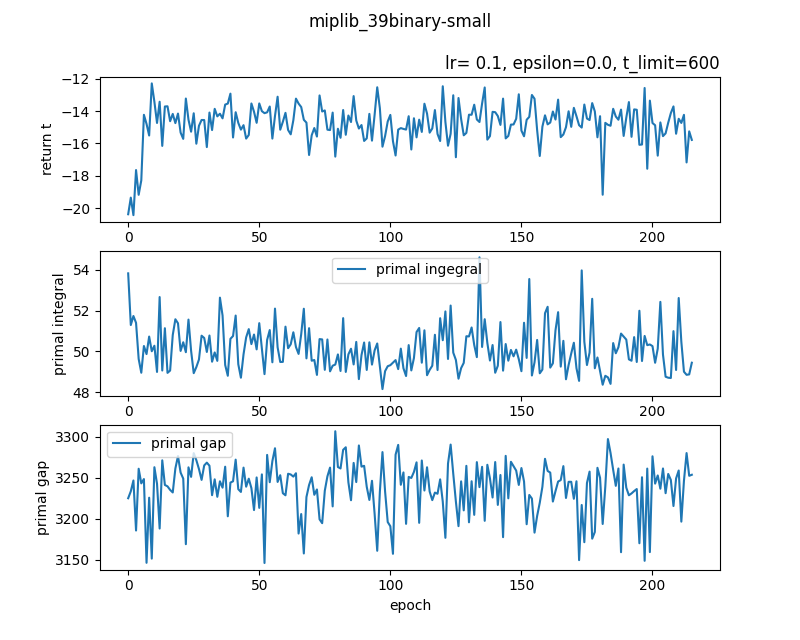 miplib_39binary-small
lr= 0.1, epsilon=0.0, t_limit=600
return t
−12
−14
−16
−18
−20
0 50 100 150 200
primal integral
primal ingegral
54
52
50
48
0 50 100 150 200
primal gap
primal gap
3300
3250
3200
3150
0 50 100 150 200
epoch